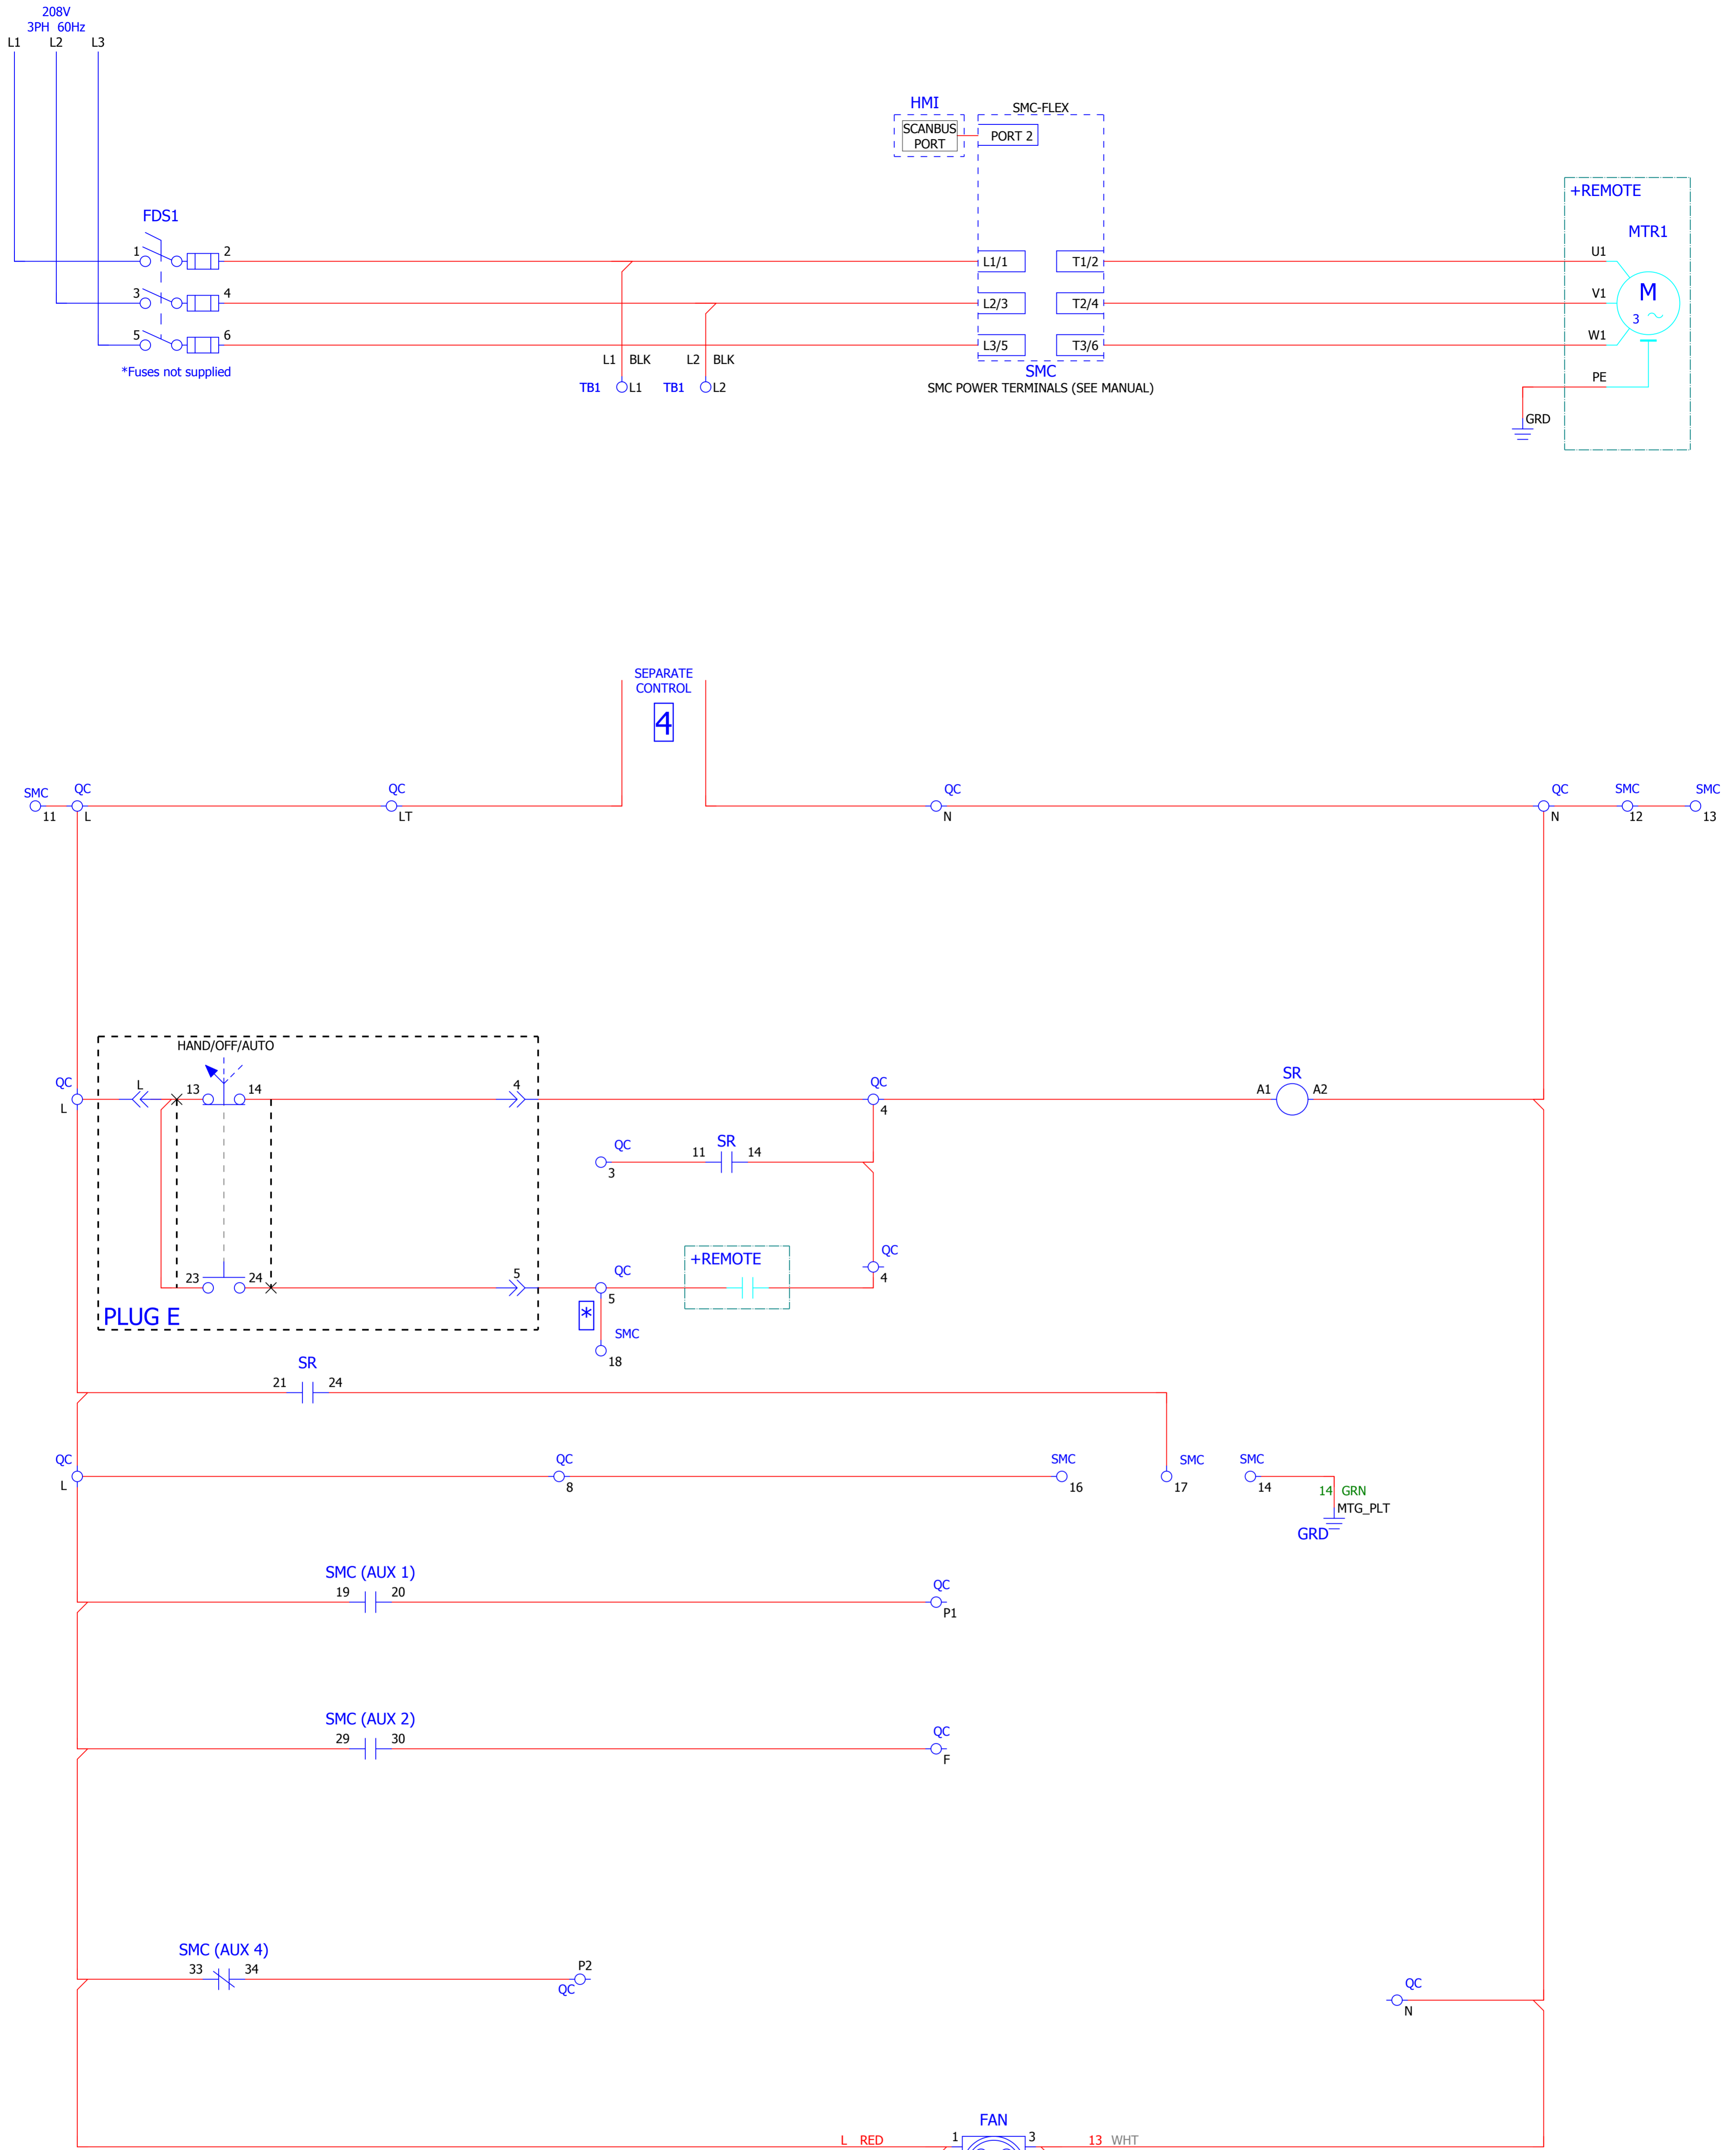 208V
3PH 60Hz
L1 L2 L3
HMI
SCANBUS
PORT
SMC-FLEX
PORT 2
+REMOTE
MTR1
FDS1
1 2
3 4
5 6
*Fuses not supplied
L1/1 T1/2
L2/3 T2/4
L3/5 T3/6
U1
V1
W1
PE
M
3
GRD
L1 BLK L2 BLK
TB1 L1 TB1 L2
SMC
SMC POWER TERMINALS (SEE MANUAL)
SEPARATE
CONTROL
4
SMC QC QC QC QC SMC SMC
11 L LT N N 12 13
HAND/OFF/AUTO
QC L 13 14 4 QC SR
L 4 A1 A2
QC SR
3 11 14
+REMOTE QC
4
23 24 5 QC
5
*
SMC
18
PLUG E
SR
21 24
QC QC SMC SMC SMC
L 8 16 17 14
14 GRN
MTG_PLT
GRD
SMC (AUX 1)
19 20 QC
P1
SMC (AUX 2)
29 30 QC
F
SMC (AUX 4)
33 34 P2
QC
QC
N
FAN
L RED 1 3 13 WHT